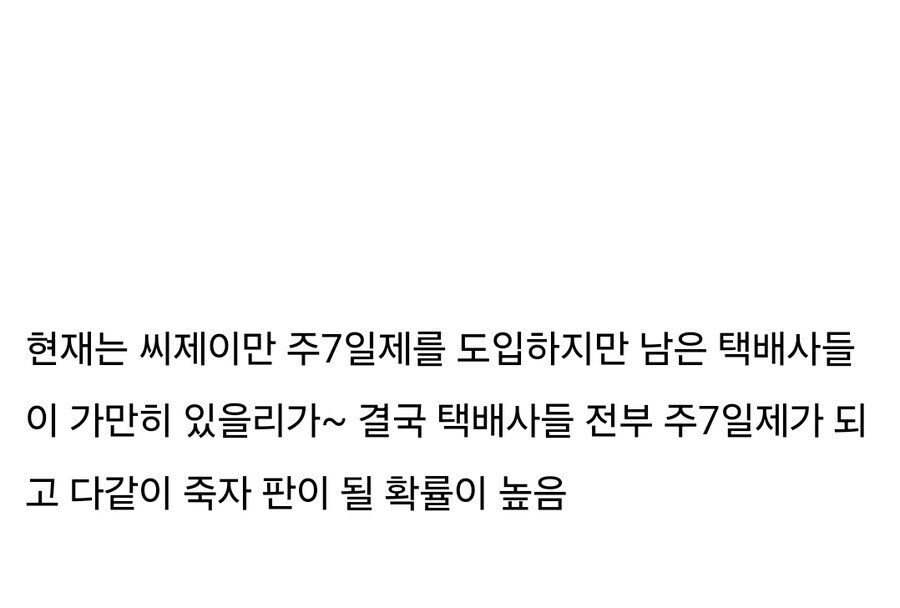 현재는 씨제이만 주7일제를 도입하지만 남은 택배사들
이 가만히 있을리가~ 결국 택배사들 전부 주7일제가 되
고 다같이 죽자 판이 될 확률이 높음